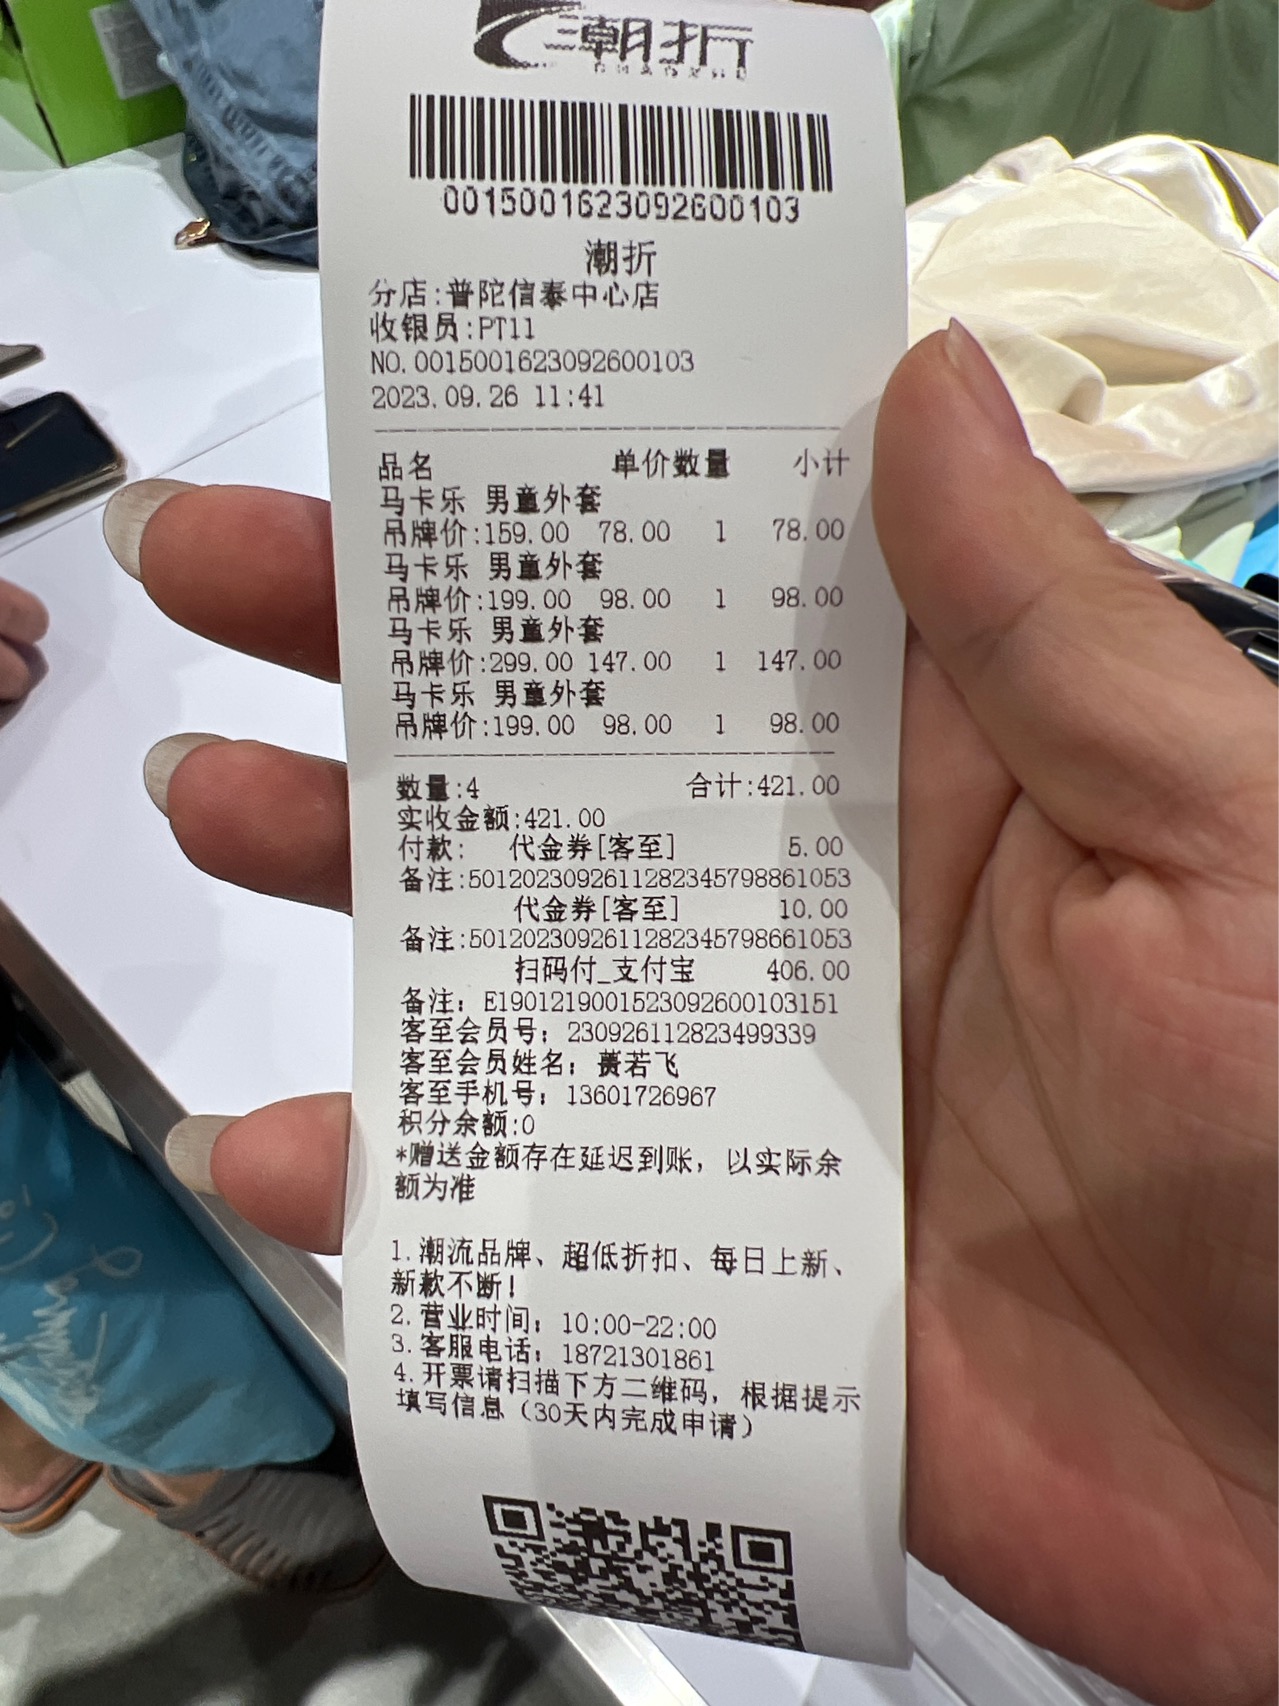 潮折
CHAOZHE
0015001623092600103
潮折
分店:普陀信泰中心店
收银员:PT11
NO.0015001623092600103
2023.09.26 11:41
品名 单价数量 小计
马卡乐 男童外套
吊牌价:159.00 78.00 1 78.00
马卡乐 男童外套
吊牌价:199.00 98.00 1 98.00
马卡乐 男童外套
吊牌价:299.00 147.00 1 147.00
马卡乐 男童外套
吊牌价:199.00 98.00 1 98.00
数量:4 合计:421.00
实收金额:421.00
付款: 代金券[客至] 5.00
备注:5012023092611282345798861053
代金券[客至] 10.00
备注:5012023092611282345798661053
扫码付_支付宝 406.00
备注: E19012190015230926001031​51
客至会员号: 230926112823499339
客至会员姓名: 黄若飞
客至手机号: 13601726967
积分余额:0
*赠送金额存在延迟到账, 以实际余
额为准
1.潮流品牌、超低折扣、每日上新、
新款不断!
2.营业时间: 10:00-22:00
3.客服电话: 18721301861
4.开票请扫描下方二维码, 根据提示
填写信息(30天内完成申请)